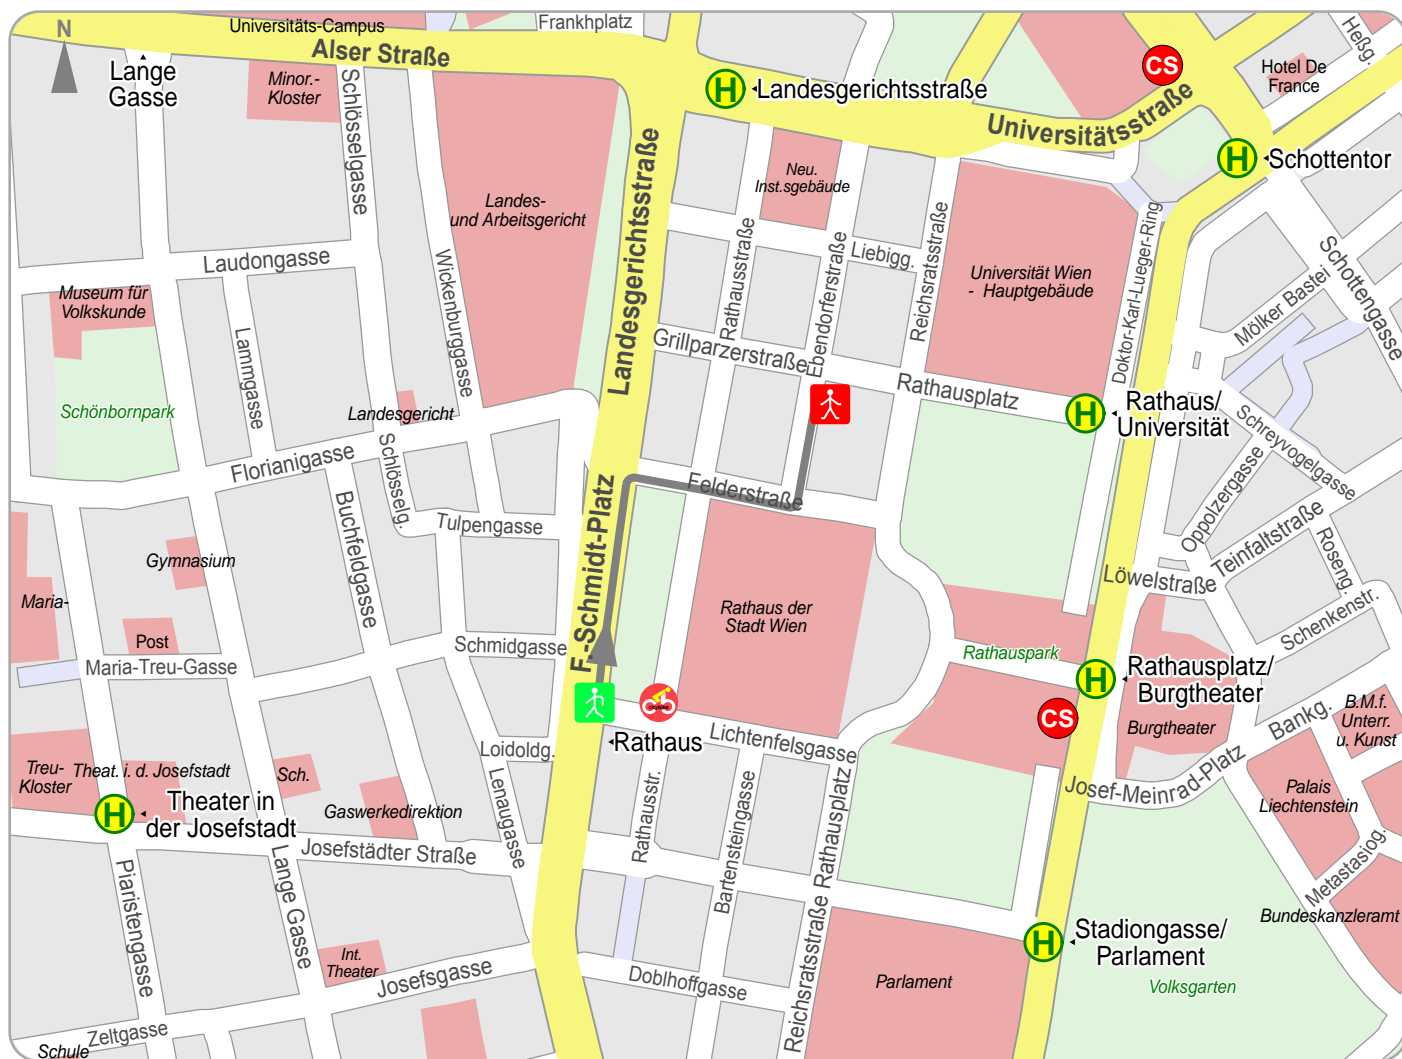 N
Universitäts-Campus
Frankhplatz
Alser Straße
Lange
Gasse
Minor.-
Kloster
Schlösselgasse
H
Landesgerichtsstraße
CS
Hotel De
France
Heßg.
Universitätsstraße
H
Schottentor
Landes-
und Arbeitsgericht
Neu.
Inst.sgebäude
Landesgerichtsstraße
Rathausstraße
Ebendorferstraße
Liebigg.
Reichsratsstraße
Universität Wien
- Hauptgebäude
Doktor-Karl-Lueger-Ring
Schottengasse
Mölker Bastei
Laudongasse
Wickenburggasse
Museum für
Volkskunde
Lammgasse
Schönbornpark
Landesgericht
Grillparzerstraße
Rathausplatz
H
Rathaus/
Universität
Schreyvogelgasse
Oppolzergasse
Teinfaltstraße
Roseng.
Schenkenstr.
Löwelstraße
Florianigasse
Schlösselg.
Buchfeldgasse
Tulpengasse
Felderstraße
F.-Schmidt-Platz
Gymnasium
Maria-
Post
Maria-Treu-Gasse
Schmidgasse
Rathaus der
Stadt Wien
Rathauspark
H
Rathausplatz/
Burgtheater
CS
Burgtheater
Bankg.
B.M.f.
Unterr.
u. Kunst
citybike
Rathaus
Lichtenfelsgasse
Loidoldg.
Treu-
Kloster
Theat. i. d. Josefstadt
Sch.
H
Theater in
der Josefstadt
Gaswerkedirektion
Lenaugasse
Rathausstr.
Bartensteingasse
Rathausplatz
Josef-Meinrad-Platz
Palais
Liechtenstein
Metastasiog.
Josefstädter Straße
Piaristengasse
Lange Gasse
Bundeskanzleramt
H
Stadiongasse/
Parlament
Int.
Theater
Josefsgasse
Doblhoffgasse
Reichsratsstraße
Parlament
Volksgarten
Zeltgasse
Schule